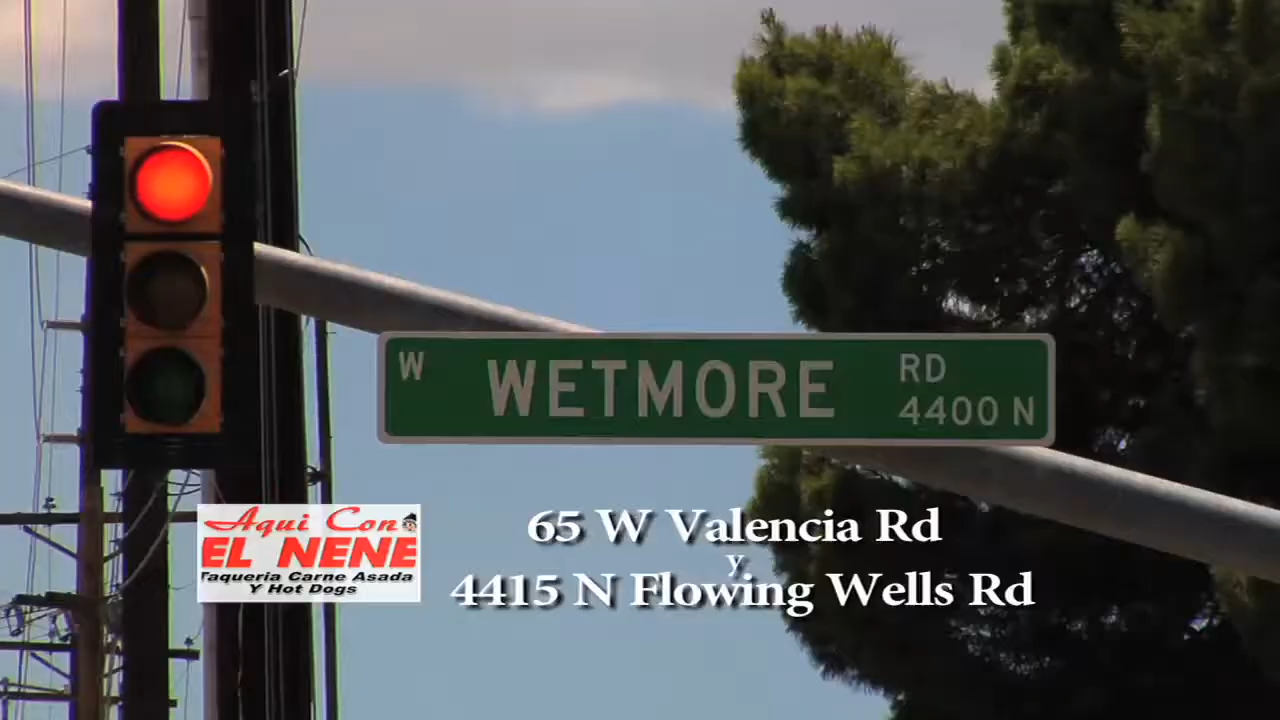 W WETMORE RD
4400 N
Aqui Con
EL NENE
Taqueria Carne Asada
Y Hot Dogs
65 W Valencia Rd
y
4415 N Flowing Wells Rd